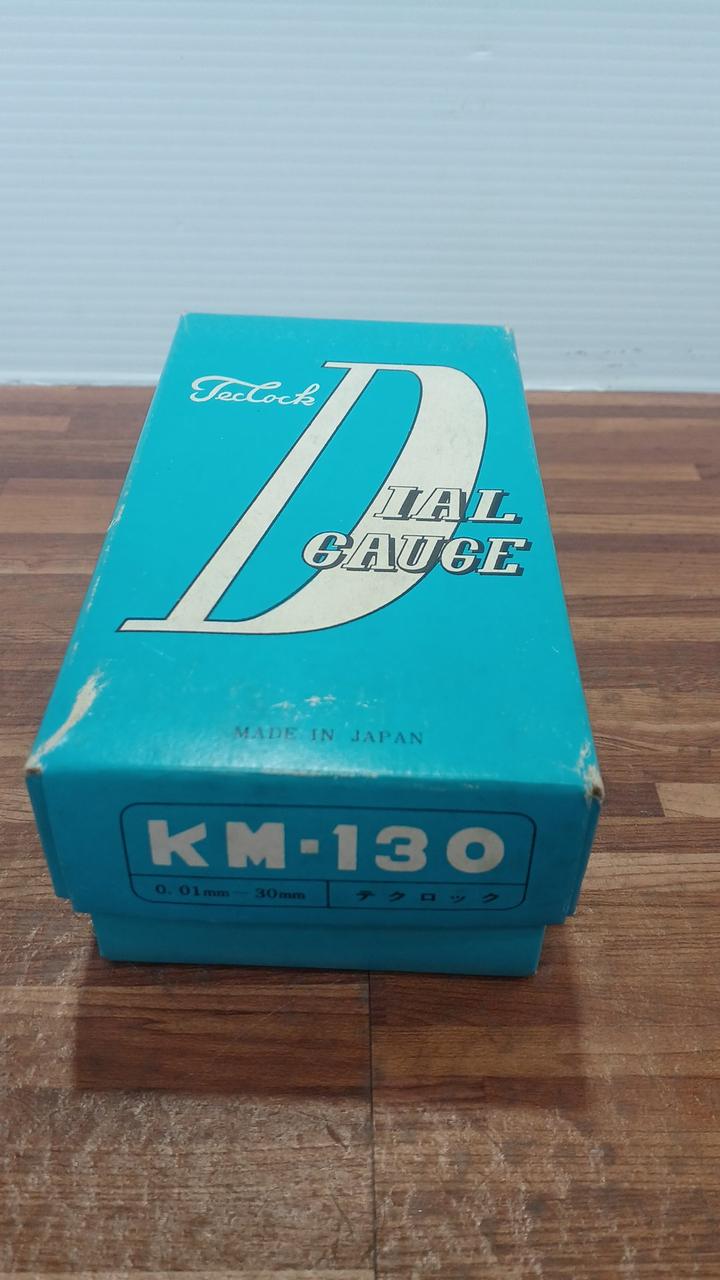 Teclock
DIAL
GAUGE
MADE IN JAPAN
KM-130
0.01mm-30mm
テクロック